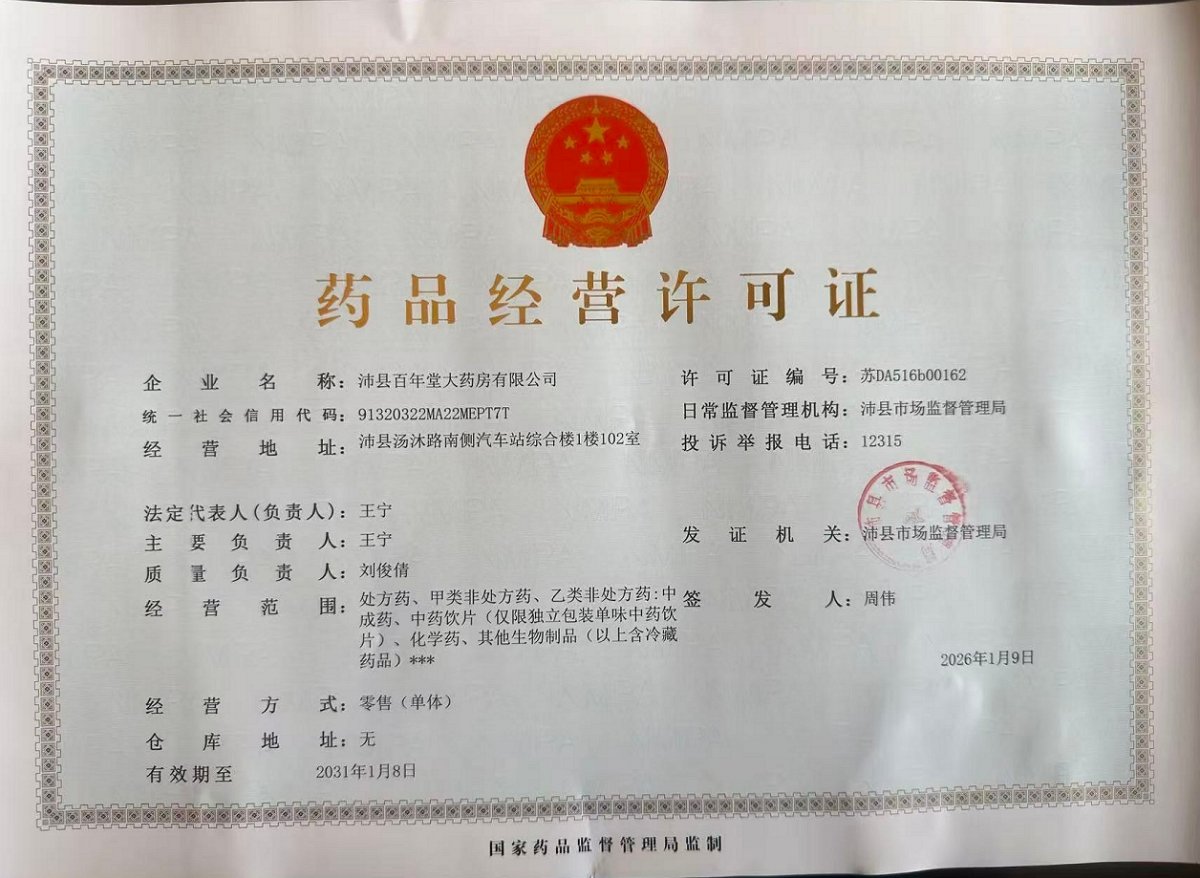 药品经营许可证
企业名称：沛县百年堂大药房有限公司
许可证编号：苏DA516b00162
统一社会信用代码：91320322MA22MEPT7T
日常监督管理机构：沛县市场监督管理局
经营地址：沛县汤沐路南侧汽车站综合楼1楼102室
投诉举报电话：12315
法定代表人(负责人)：王宁
主要负责人：王宁
发证机关：沛县市场监督管理局
质量负责人：刘俊倩
经营范围：处方药、甲类非处方药、乙类非处方药:中
成药、中药饮片（仅限独立包装单味中药饮
片）、化学药、其他生物制品（以上含冷藏
药品）***
签发人：周伟
2026年1月9日
经营方式：零售（单体）
仓库地址：无
有效期至 2031年1月8日
国家药品监督管理局监制